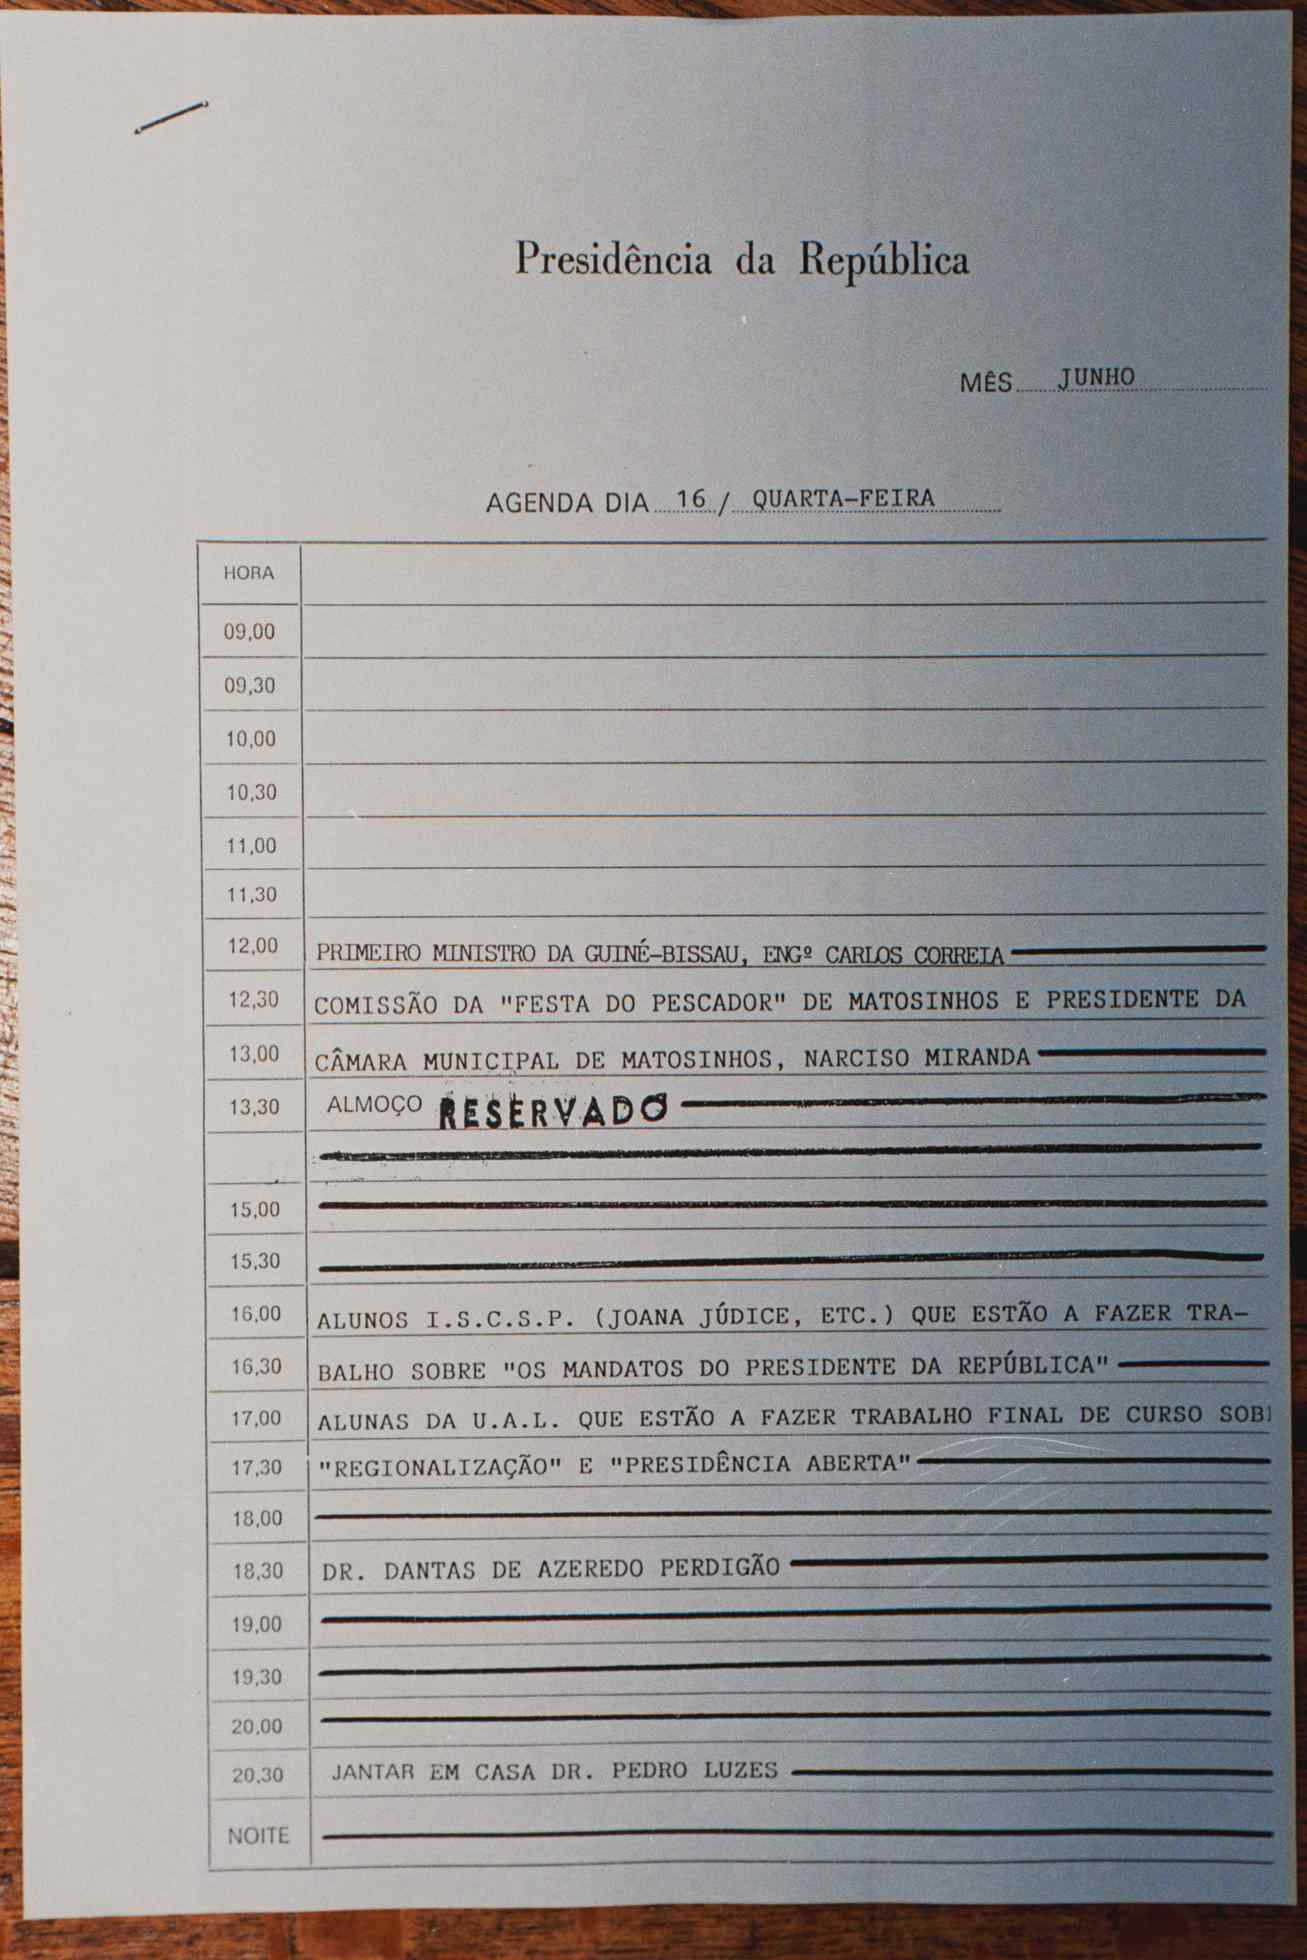 Presidência da República
MÊS JUNHO
AGENDA DIA 16 / QUARTA-FEIRA
HORA
09,00
09,30
10,00
10,30
11,00
11,30
12,00 PRIMEIRO MINISTRO DA GUINÉ-BISSAU, ENGº CARLOS CORREIA
12,30 COMISSÃO DA "FESTA DO PESCADOR" DE MATOSINHOS E PRESIDENTE DA
13,00 CÂMARA MUNICIPAL DE MATOSINHOS, NARCISO MIRANDA
13,30 ALMOÇO RESERVADO
15,00
15,30
16,00 ALUNOS I.S.C.S.P. (JOANA JÚDICE, ETC.) QUE ESTÃO A FAZER TRA-
16,30 BALHO SOBRE "OS MANDATOS DO PRESIDENTE DA REPÚBLICA"
17,00 ALUNAS DA U.A.L. QUE ESTÃO A FAZER TRABALHO FINAL DE CURSO SOB
17,30 "REGIONALIZAÇÃO" E "PRESIDÊNCIA ABERTA"
18,00
18,30 DR. DANTAS DE AZEREDO PERDIGÃO
19,00
19,30
20,00
20,30 JANTAR EM CASA DR. PEDRO LUZES
NOITE